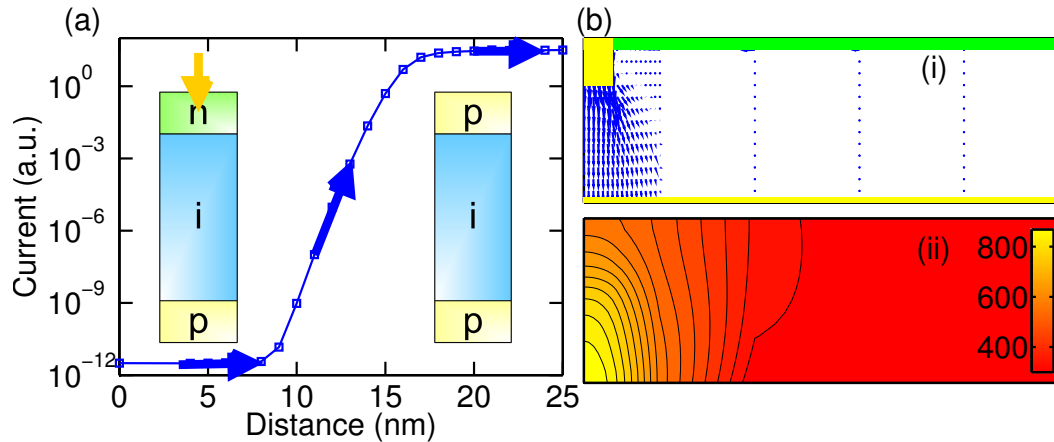 (a)
Current (a.u.)
10^0
10^−3
10^−6
10^−9
10^−12
n
i
p
p
i
p
0
5
10
15
20
25
Distance (nm)
(b)
(i)
(ii)
800
600
400